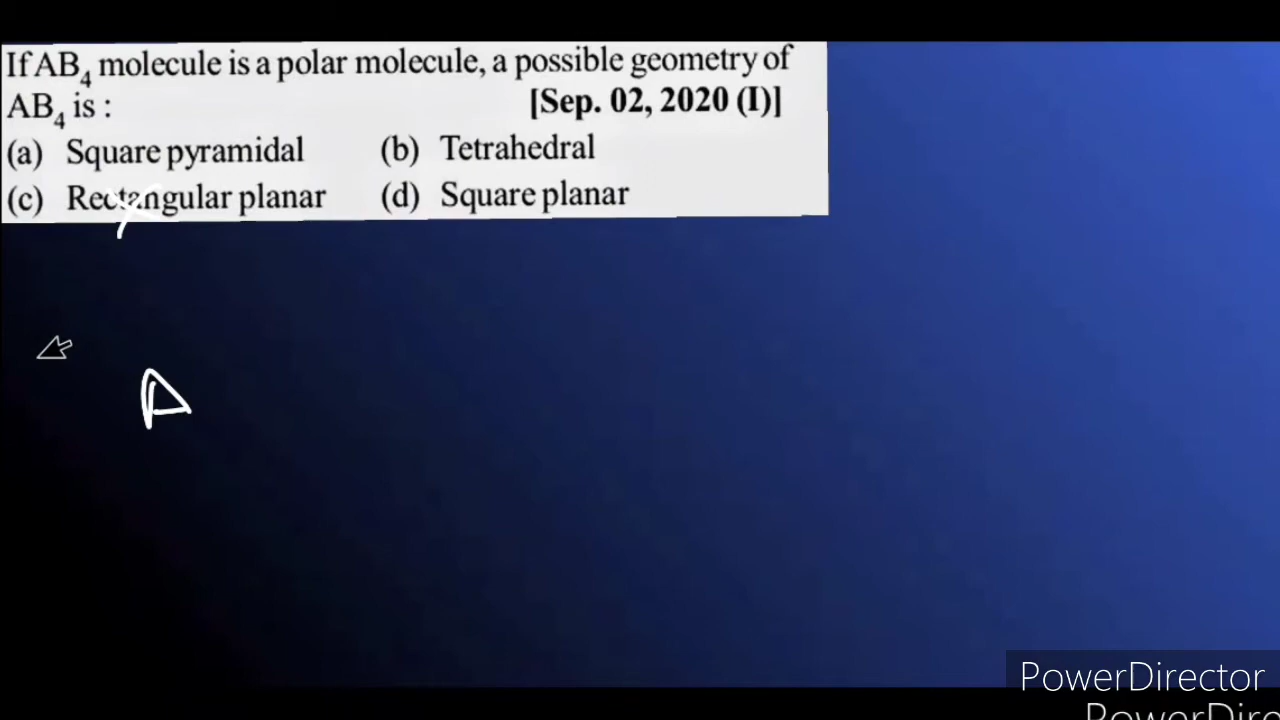 If AB₄ molecule is a polar molecule, a possible geometry of
AB₄ is : [Sep. 02, 2020 (I)]
(a) Square pyramidal (b) Tetrahedral
(c) Rectangular planar (d) Square planar
A
PowerDirector